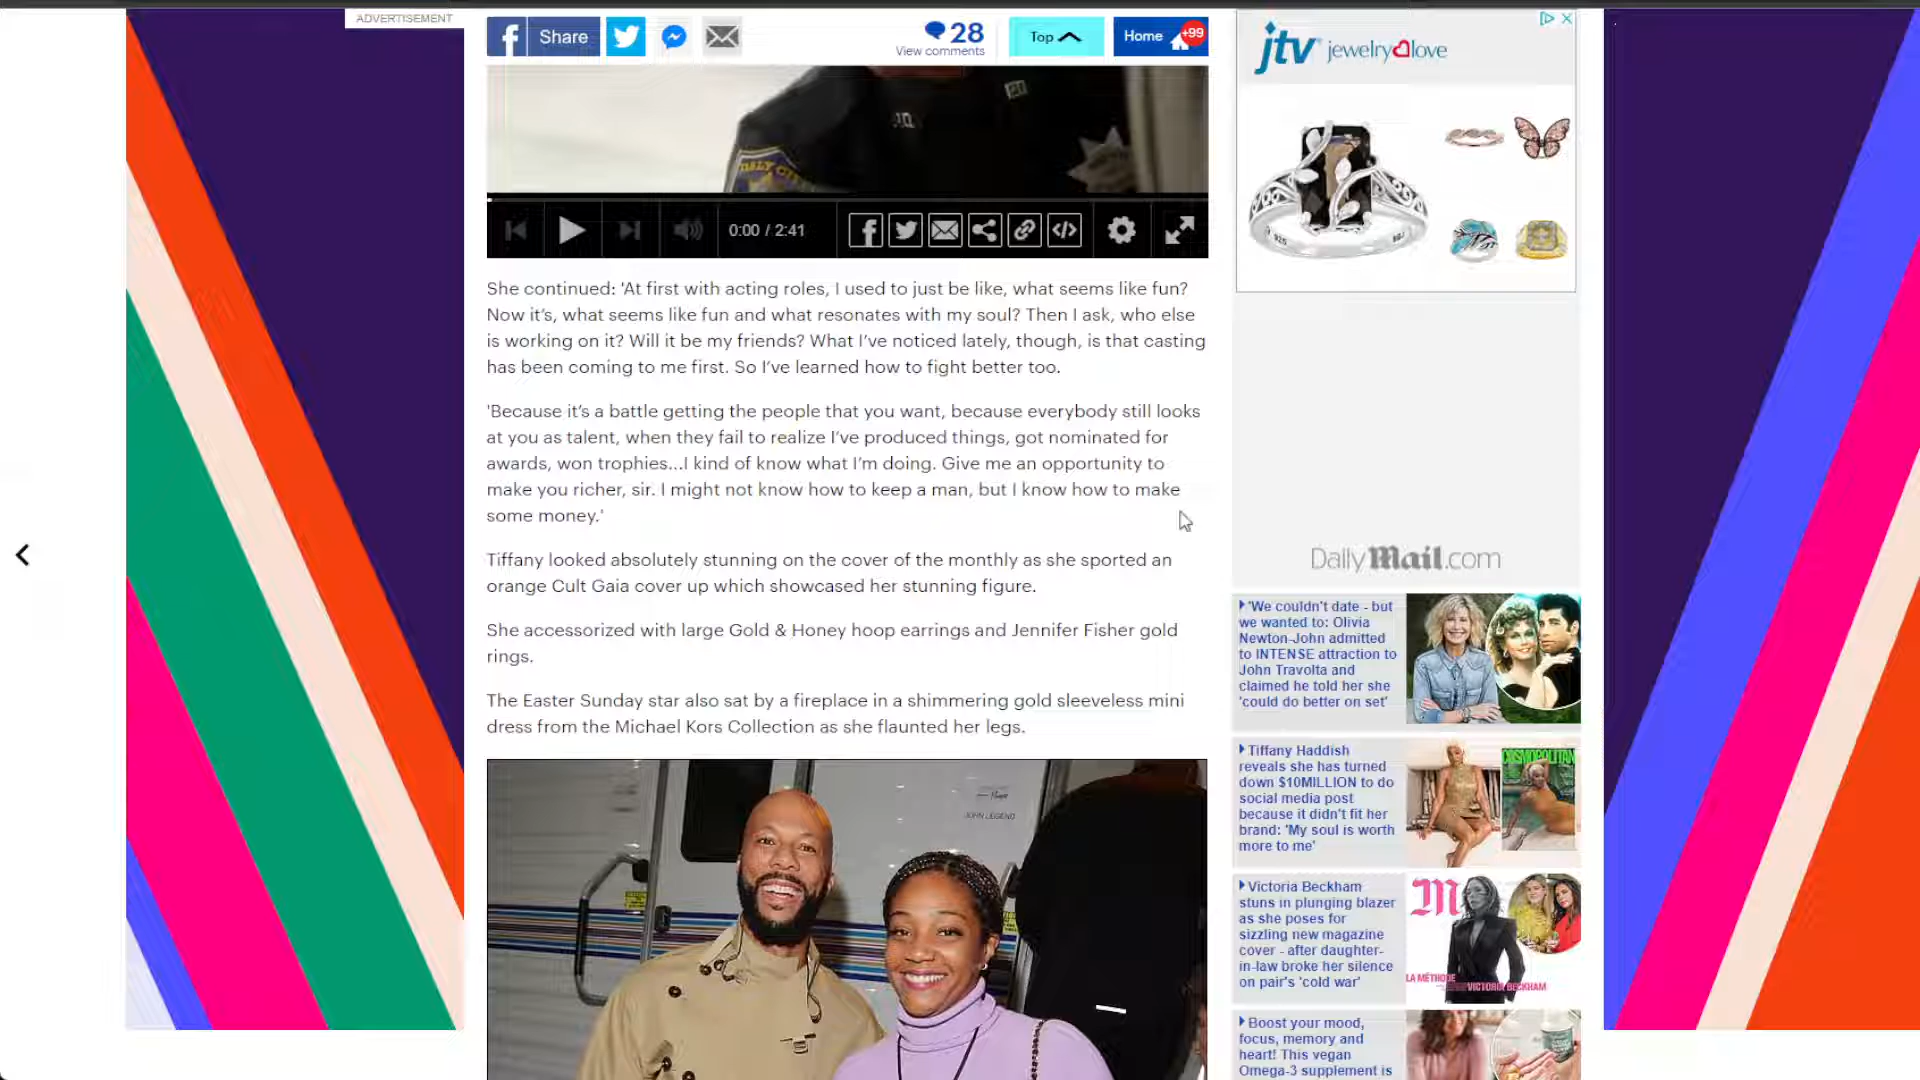 ADVERTISEMENT
Share
28
View comments
Top
Home
+99
jtv jewelry love
DALY CITY
0:00 / 2:41
925
She continued: 'At first with acting roles, I used to just be like, what seems like fun?
Now it's, what seems like fun and what resonates with my soul? Then I ask, who else
is working on it? Will it be my friends? What I've noticed lately, though, is that casting
has been coming to me first. So I've learned how to fight better too.
'Because it's a battle getting the people that you want, because everybody still looks
at you as talent, when they fail to realize I've produced things, got nominated for
awards, won trophies...I kind of know what I'm doing. Give me an opportunity to
make you richer, sir. I might not know how to keep a man, but I know how to make
some money.'
Tiffany looked absolutely stunning on the cover of the monthly as she sported an
orange Cult Gaia cover up which showcased her stunning figure.
She accessorized with large Gold & Honey hoop earrings and Jennifer Fisher gold
rings.
The Easter Sunday star also sat by a fireplace in a shimmering gold sleeveless mini
dress from the Michael Kors Collection as she flaunted her legs.
JOHN LEGEND
DailyMail.com
'We couldn't date - but
we wanted to: Olivia
Newton-John admitted
to INTENSE attraction to
John Travolta and
claimed he told her she
'could do better on set'
Tiffany Haddish
reveals she has turned
down $10MILLION to do
social media post
because it didn't fit her
brand: 'My soul is worth
more to me'
COSMOPOLITAN
Victoria Beckham
stuns in plunging blazer
as she poses for
sizzling new magazine
cover - after daughter-
in-law broke her silence
on pair's 'cold war'
M
LA MÉTHODE
VICTORIA BECKHAM
Boost your mood,
focus, memory and
heart! This vegan
Omega-3 supplement is